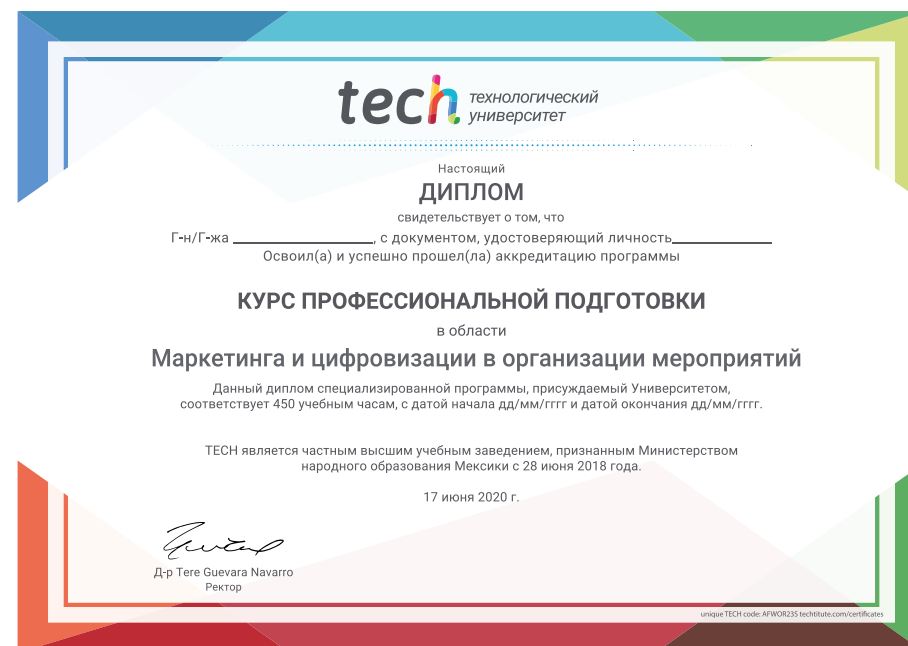 tech технологический
университет
Настоящий
ДИПЛОМ
свидетельствует о том, что
Г-н/Г-жа ____________________, с документом, удостоверяющий личность______________
Освоил(а) и успешно прошел(ла) аккредитацию программы
КУРС ПРОФЕССИОНАЛЬНОЙ ПОДГОТОВКИ
в области
Маркетинга и цифровизации в организации мероприятий
Данный диплом специализированной программы, присуждаемый Университетом,
соответствует 450 учебным часам, с датой начала дд/мм/гггг и датой окончания дд/мм/гггг.
TECH является частным высшим учебным заведением, признанным Министерством
народного образования Мексики с 28 июня 2018 года.
17 июня 2020 г.
Д-р Tere Guevara Navarro
Ректор
unique TECH code: AFWOR23S techtitute.com/certificates